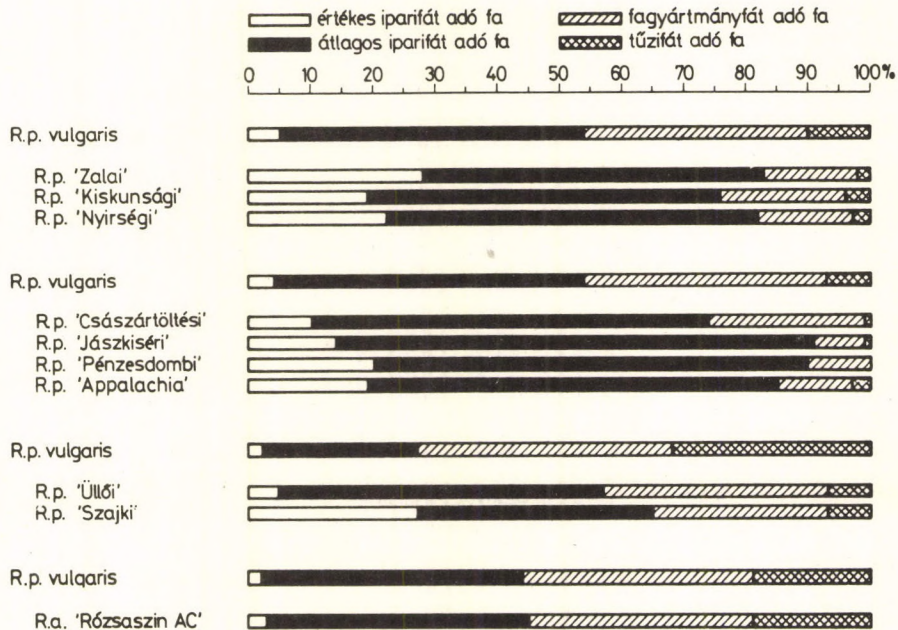 értékes iparifát adó fa
fagyártmányfát adó fa
átlagos iparifát adó fa
tűzifát adó fa
0 10 20 30 40 50 60 70 80 90 100%
R.p. vulgaris
R.p. 'Zalai'
R.p. 'Kiskunsági'
R.p. 'Nyirségi'
R.p. vulgaris
R.p. 'Császártöltési'
R.p. 'Jászkiséri'
R.p. 'Pénzesdombi'
R.p. 'Appalachia'
R.p. vulgaris
R.p. 'Üllői'
R.p. 'Szajki'
R.p. vulgaris
R.a. 'Rózsaszin AC'